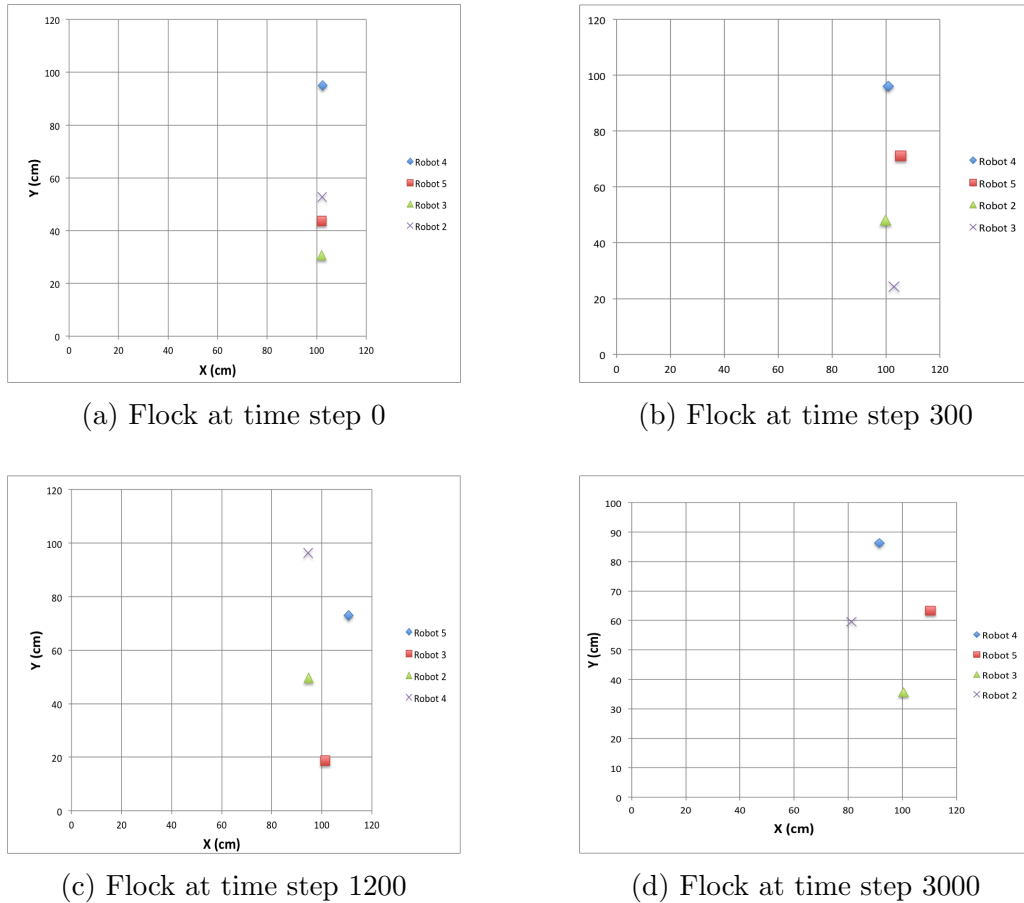 120
100
80
60
40
20
0
Y (cm)
0 20 40 60 80 100 120
X (cm)
Robot 4
Robot 5
Robot 3
Robot 2
(a) Flock at time step 0
120
100
80
60
40
20
0
0 20 40 60 80 100 120
Robot 4
Robot 5
Robot 2
Robot 3
(b) Flock at time step 300
120
100
80
60
40
20
0
Y (cm)
0 20 40 60 80 100 120
X (cm)
Robot 5
Robot 3
Robot 2
Robot 4
(c) Flock at time step 1200
100
90
80
70
60
50
40
30
20
10
0
Y (cm)
0 20 40 60 80 100 120
X (cm)
Robot 4
Robot 5
Robot 3
Robot 2
(d) Flock at time step 3000